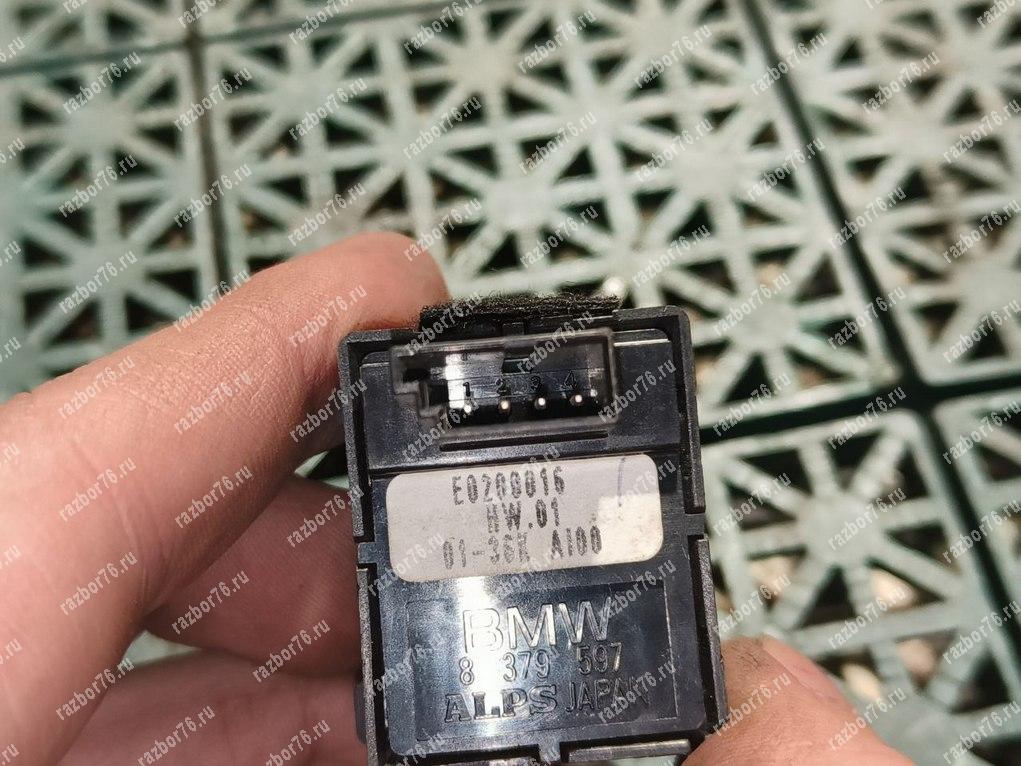 1 2 3 4
E0200016
HW.01
01-36K AI00
BMW
8 379 597
ALPS JAPAN
razbor76.ru